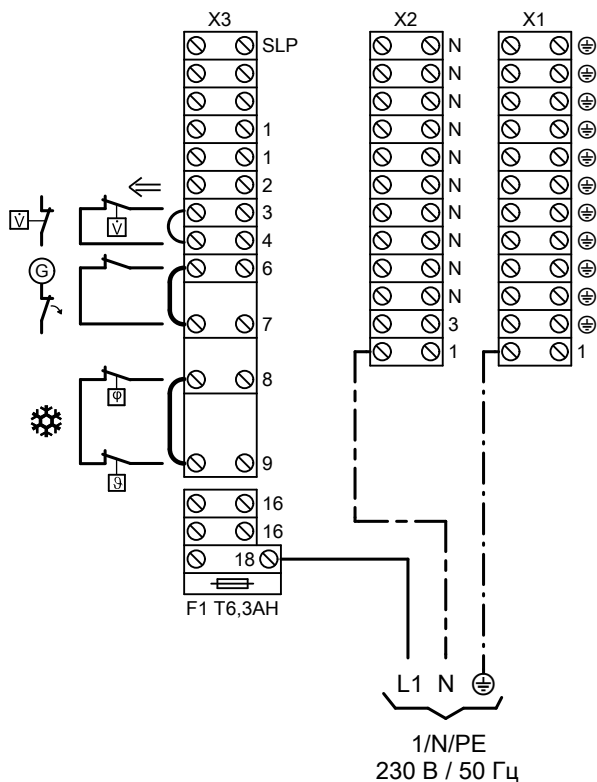 X3 X2 X1
SLP N
N
N
1 N
1 N
2 N
V̇ V̇ 3 N
4 N
G 6 N
N
7 3
1 1
8
φ
9
ϑ
16
16
18
F1 T6,3AH
L1 N
1/N/PE
230 В / 50 Гц